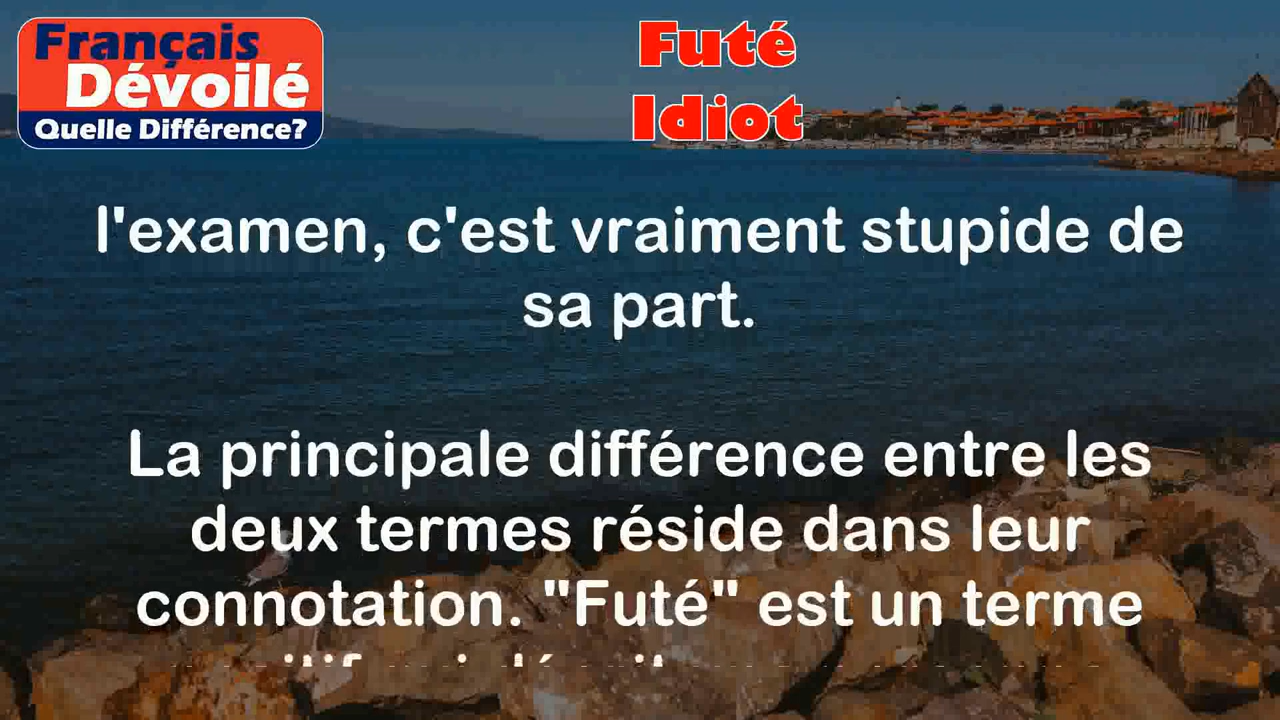 Français
Dévoilé
Quelle Différence?
Futé
Idiot
l'examen, c'est vraiment stupide de
sa part.
La principale différence entre les
deux termes réside dans leur
connotation. "Futé" est un terme